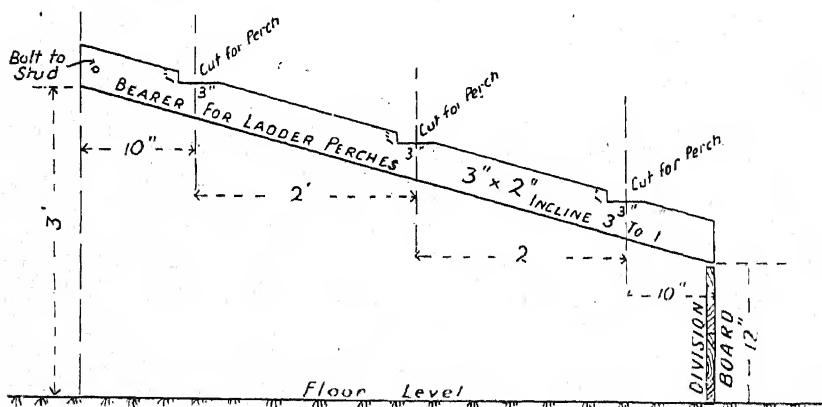 Bolt to
Stud
Cut for Perch
3"
Cut for Perch
3"
Cut for Perch
3"
BEARER FOR LADDER PERCHES
3" x 2"
INCLINE 3 TO 1
10"
2'
2
10"
3'
12"
DIVISION
BOARD
Floor Level